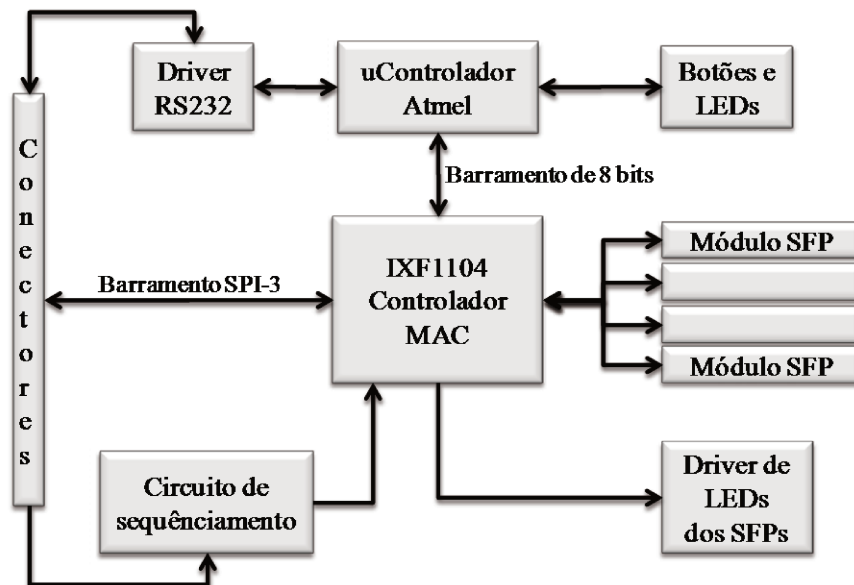 Driver
RS232
uControlador
Atmel
Botões e
LEDs
Conectores
Barramento de 8 bits
IXF1104
Controlador
MAC
Barramento SPI-3
Módulo SFP
Módulo SFP
Circuito de
sequênciamento
Driver de
LEDs
dos SFPs